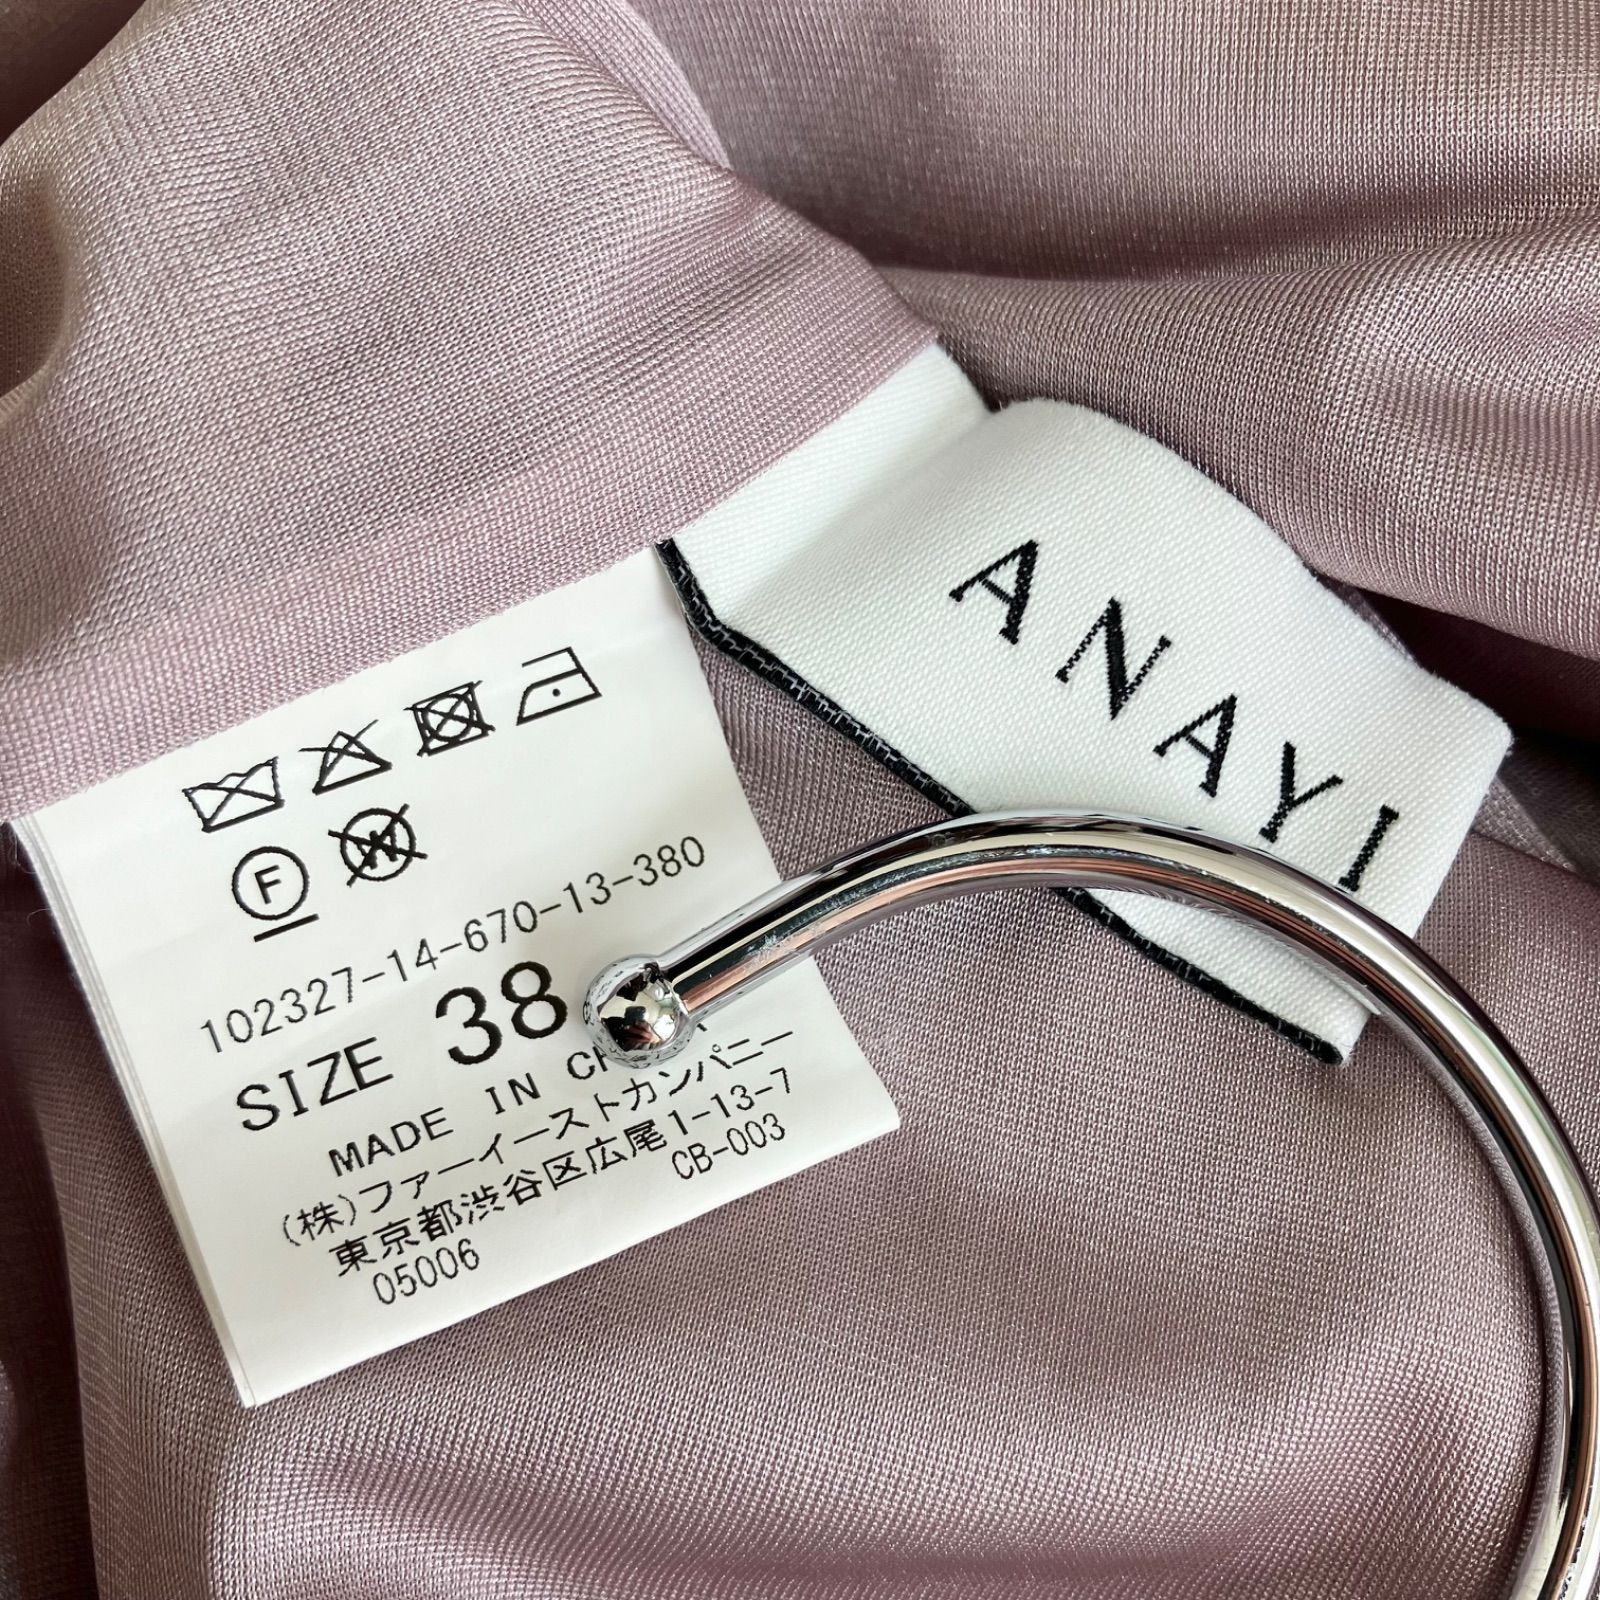 ANAYI
F
W
102327-14-670-13-380
SIZE 38
MADE IN
(株)ファーイーストカンパニー
東京都渋谷区広尾1-13-7
05006 CB-003